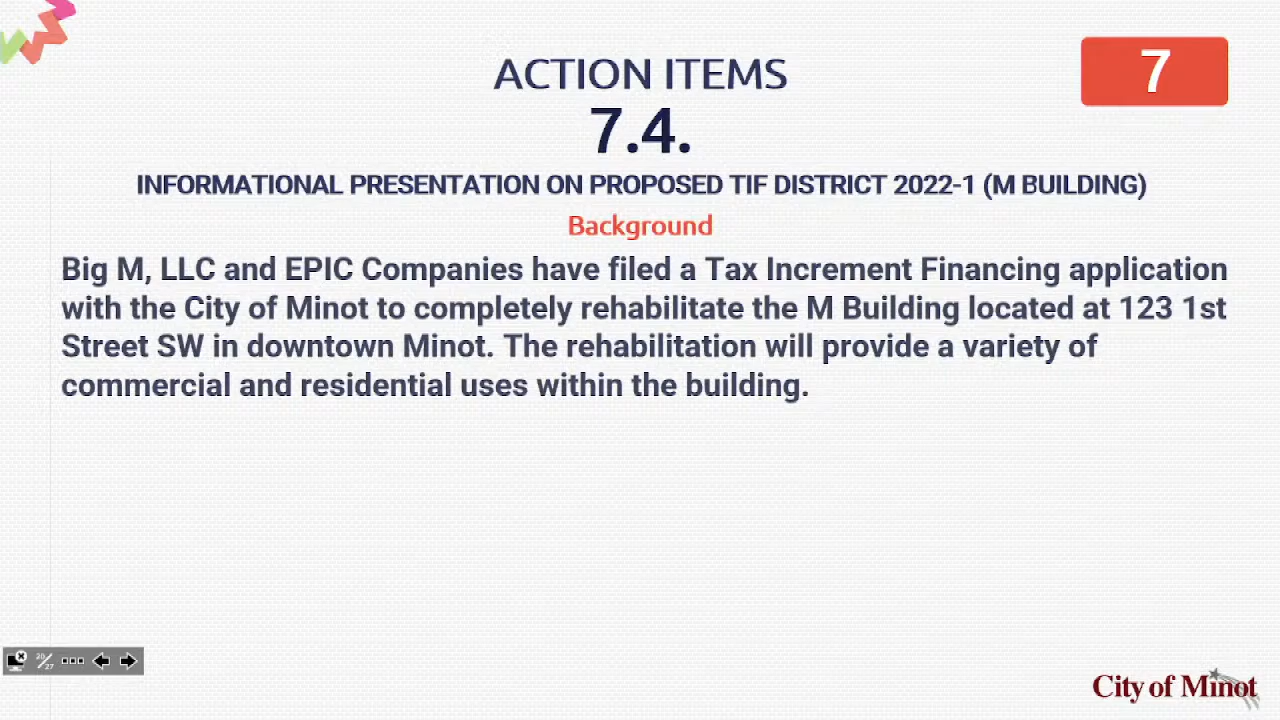 7
ACTION ITEMS
7.4.
INFORMATIONAL PRESENTATION ON PROPOSED TIF DISTRICT 2022-1 (M BUILDING)
Background
Big M, LLC and EPIC Companies have filed a Tax Increment Financing application
with the City of Minot to completely rehabilitate the M Building located at 123 1st
Street SW in downtown Minot. The rehabilitation will provide a variety of
commercial and residential uses within the building.
20/27
City of Minot